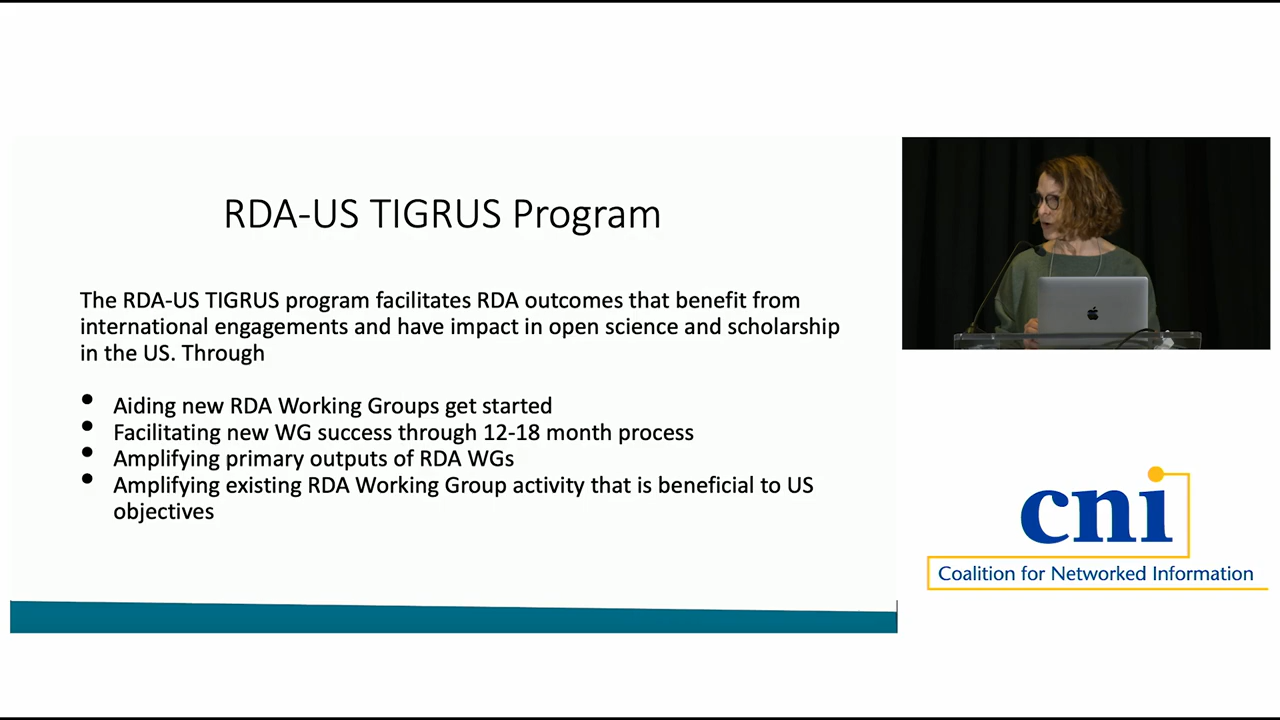 RDA-US TIGRUS Program
The RDA-US TIGRUS program facilitates RDA outcomes that benefit from
international engagements and have impact in open science and scholarship
in the US. Through
• Aiding new RDA Working Groups get started
• Facilitating new WG success through 12-18 month process
• Amplifying primary outputs of RDA WGs
• Amplifying existing RDA Working Group activity that is beneficial to US
objectives
cni
Coalition for Networked Information